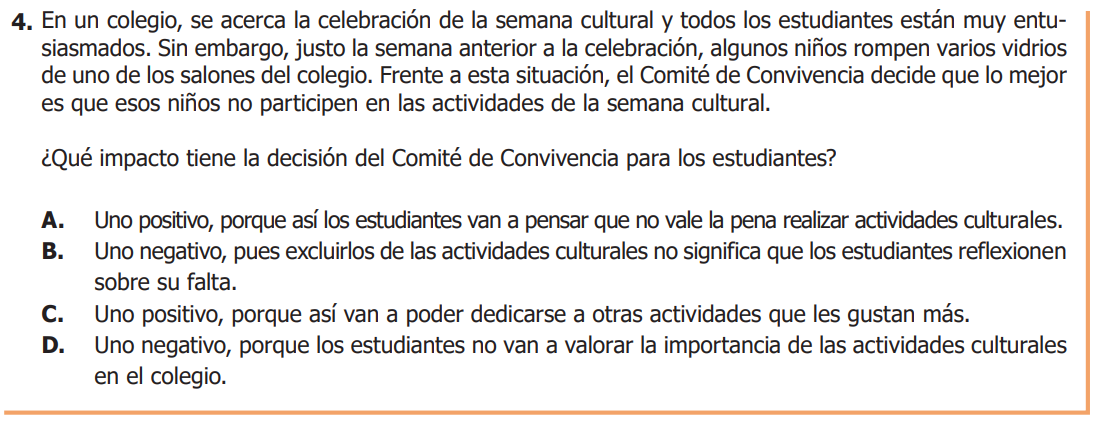 4. En un colegio, se acerca la celebración de la semana cultural y todos los estudiantes están muy entu-
siasmados. Sin embargo, justo la semana anterior a la celebración, algunos niños rompen varios vidrios
de uno de los salones del colegio. Frente a esta situación, el Comité de Convivencia decide que lo mejor
es que esos niños no participen en las actividades de la semana cultural.
¿Qué impacto tiene la decisión del Comité de Convivencia para los estudiantes?
A. Uno positivo, porque así los estudiantes van a pensar que no vale la pena realizar actividades culturales.
B. Uno negativo, pues excluirlos de las actividades culturales no significa que los estudiantes reflexionen
sobre su falta.
C. Uno positivo, porque así van a poder dedicarse a otras actividades que les gustan más.
D. Uno negativo, porque los estudiantes no van a valorar la importancia de las actividades culturales
en el colegio.